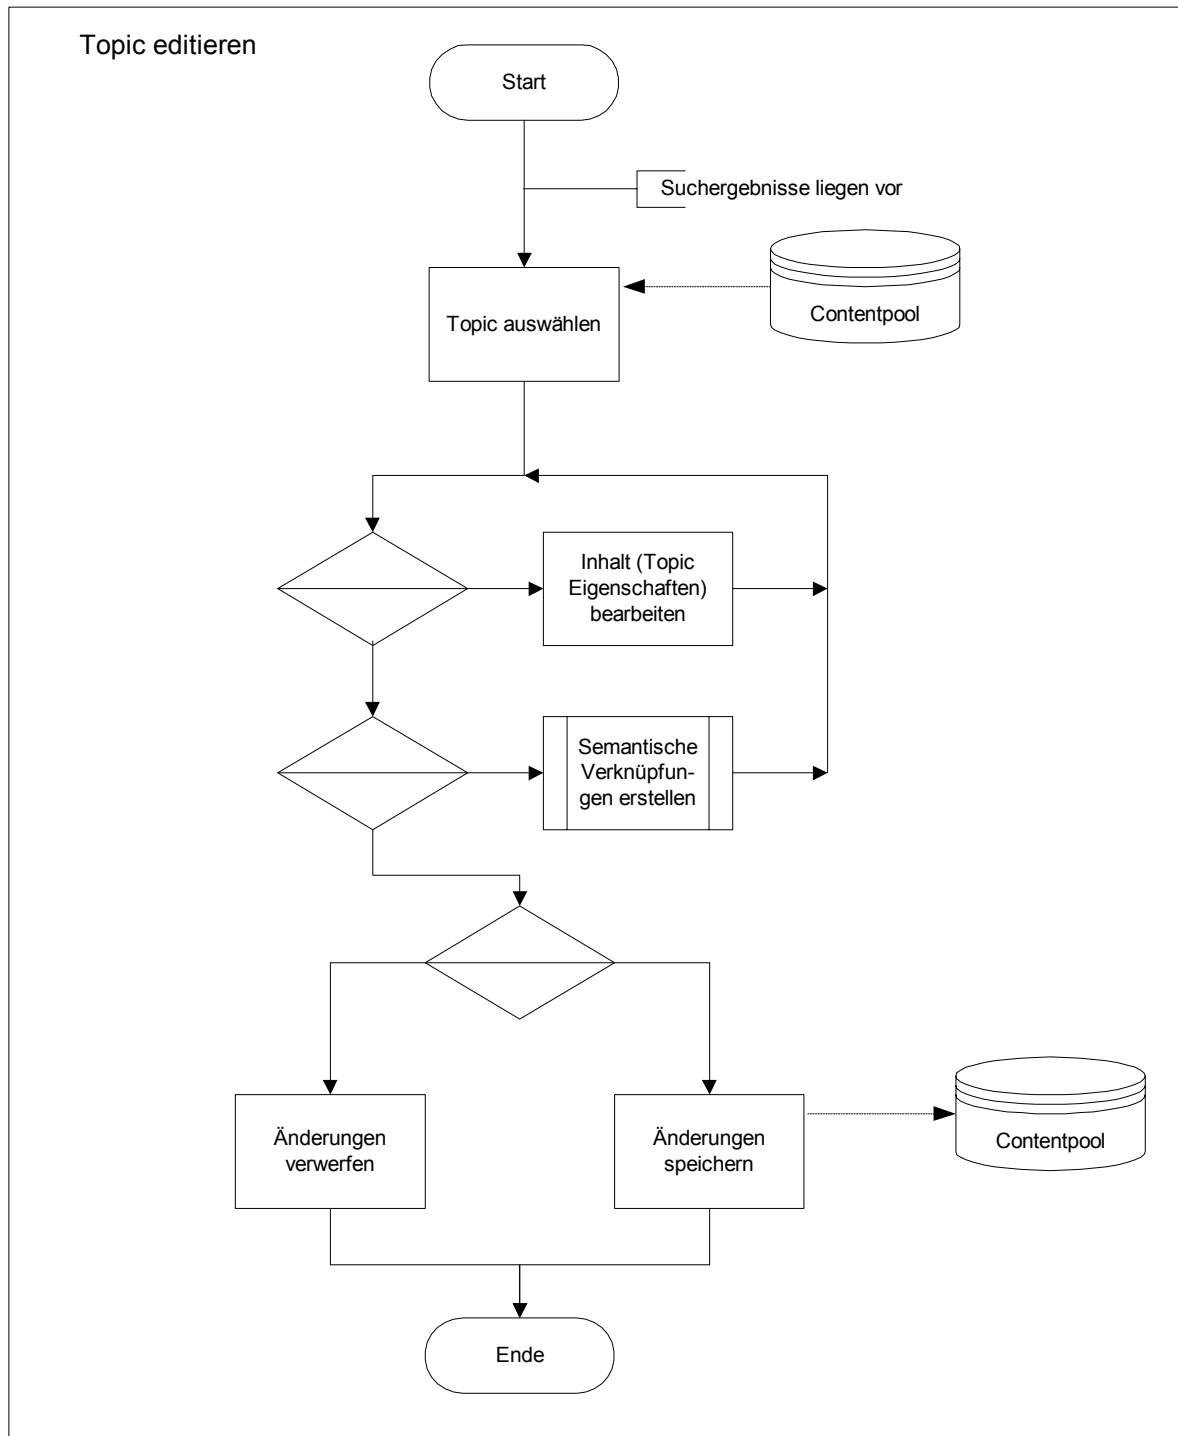 Topic editieren
Start
Suchergebnisse liegen vor
Contentpool
Topic auswählen
Inhalt (Topic
Eigenschaften)
bearbeiten
Semantische
Verknüpfun-
gen erstellen
Änderungen
verwerfen
Änderungen
speichern
Contentpool
Ende